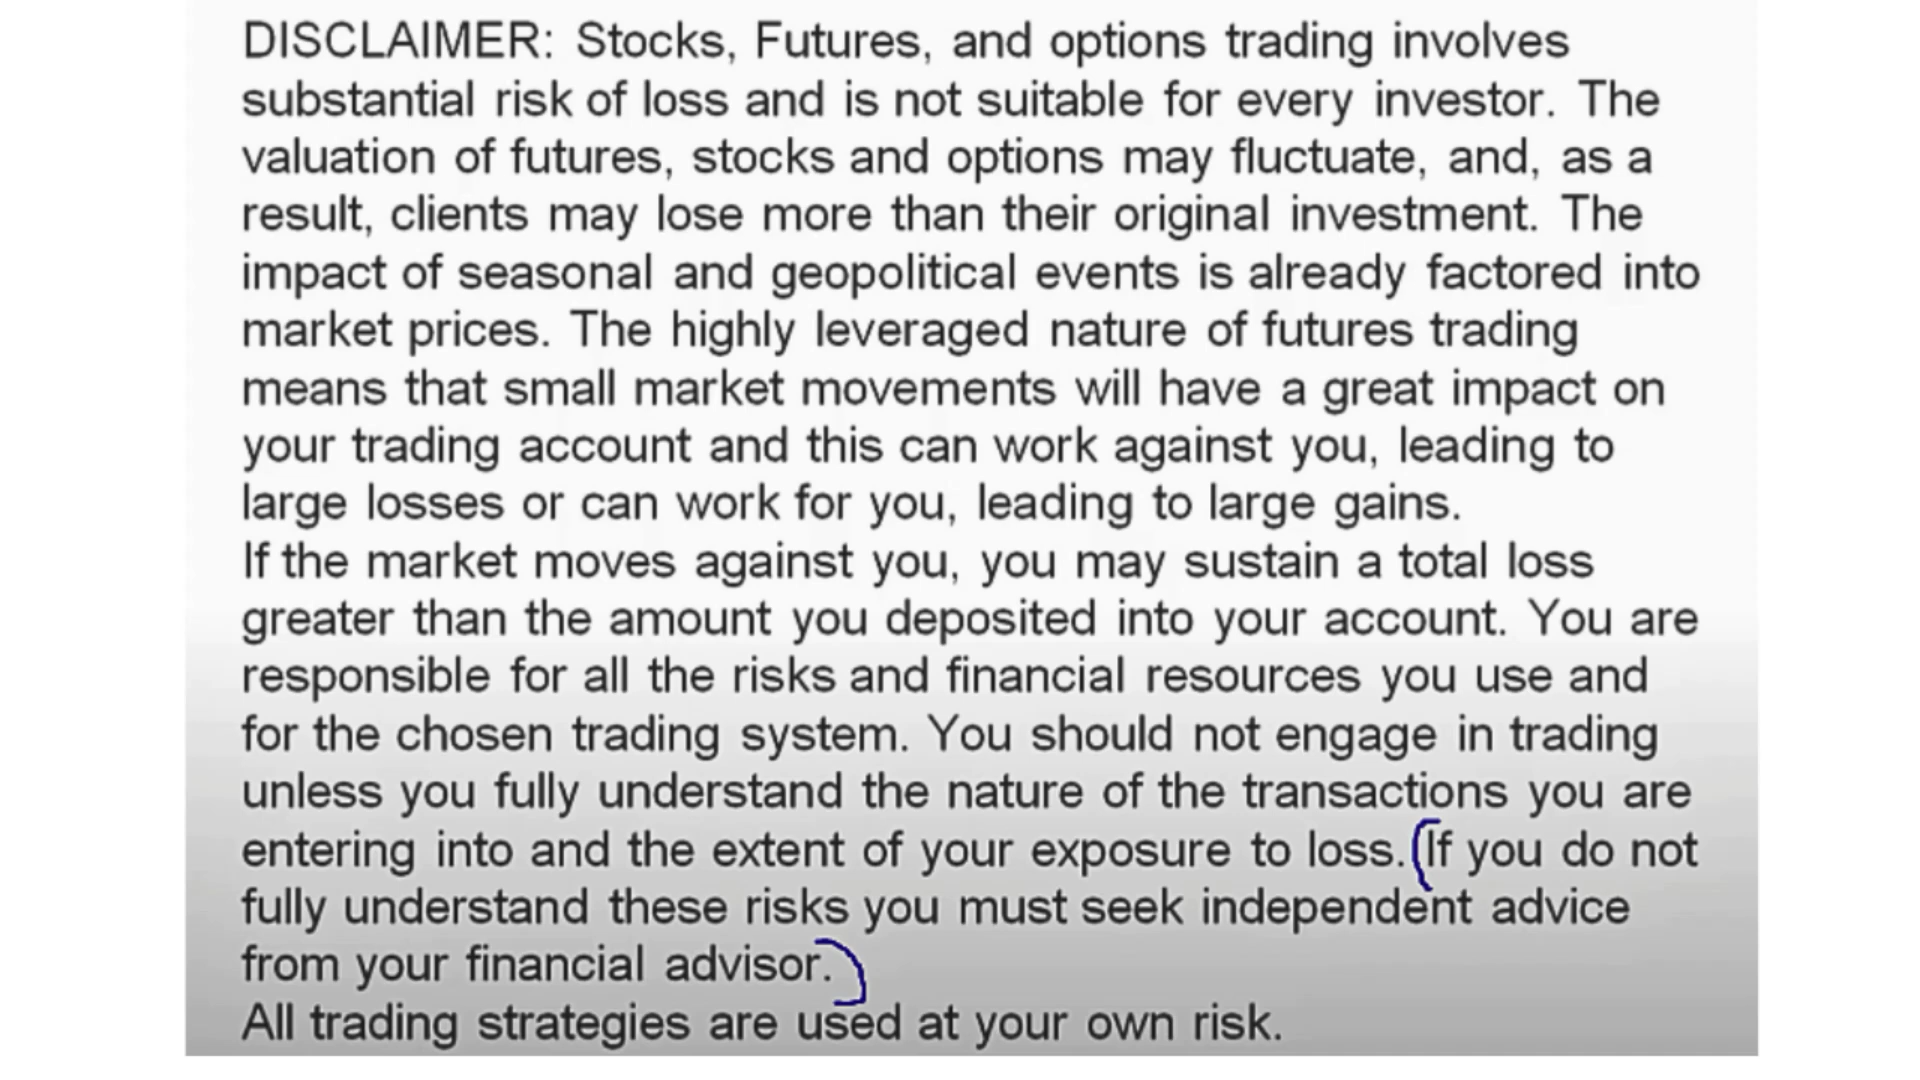 DISCLAIMER: Stocks, Futures, and options trading involves
substantial risk of loss and is not suitable for every investor. The
valuation of futures, stocks and options may fluctuate, and, as a
result, clients may lose more than their original investment. The
impact of seasonal and geopolitical events is already factored into
market prices. The highly leveraged nature of futures trading
means that small market movements will have a great impact on
your trading account and this can work against you, leading to
large losses or can work for you, leading to large gains.
If the market moves against you, you may sustain a total loss
greater than the amount you deposited into your account. You are
responsible for all the risks and financial resources you use and
for the chosen trading system. You should not engage in trading
unless you fully understand the nature of the transactions you are
entering into and the extent of your exposure to loss. (If you do not
fully understand these risks you must seek independent advice
from your financial advisor.)
All trading strategies are used at your own risk.